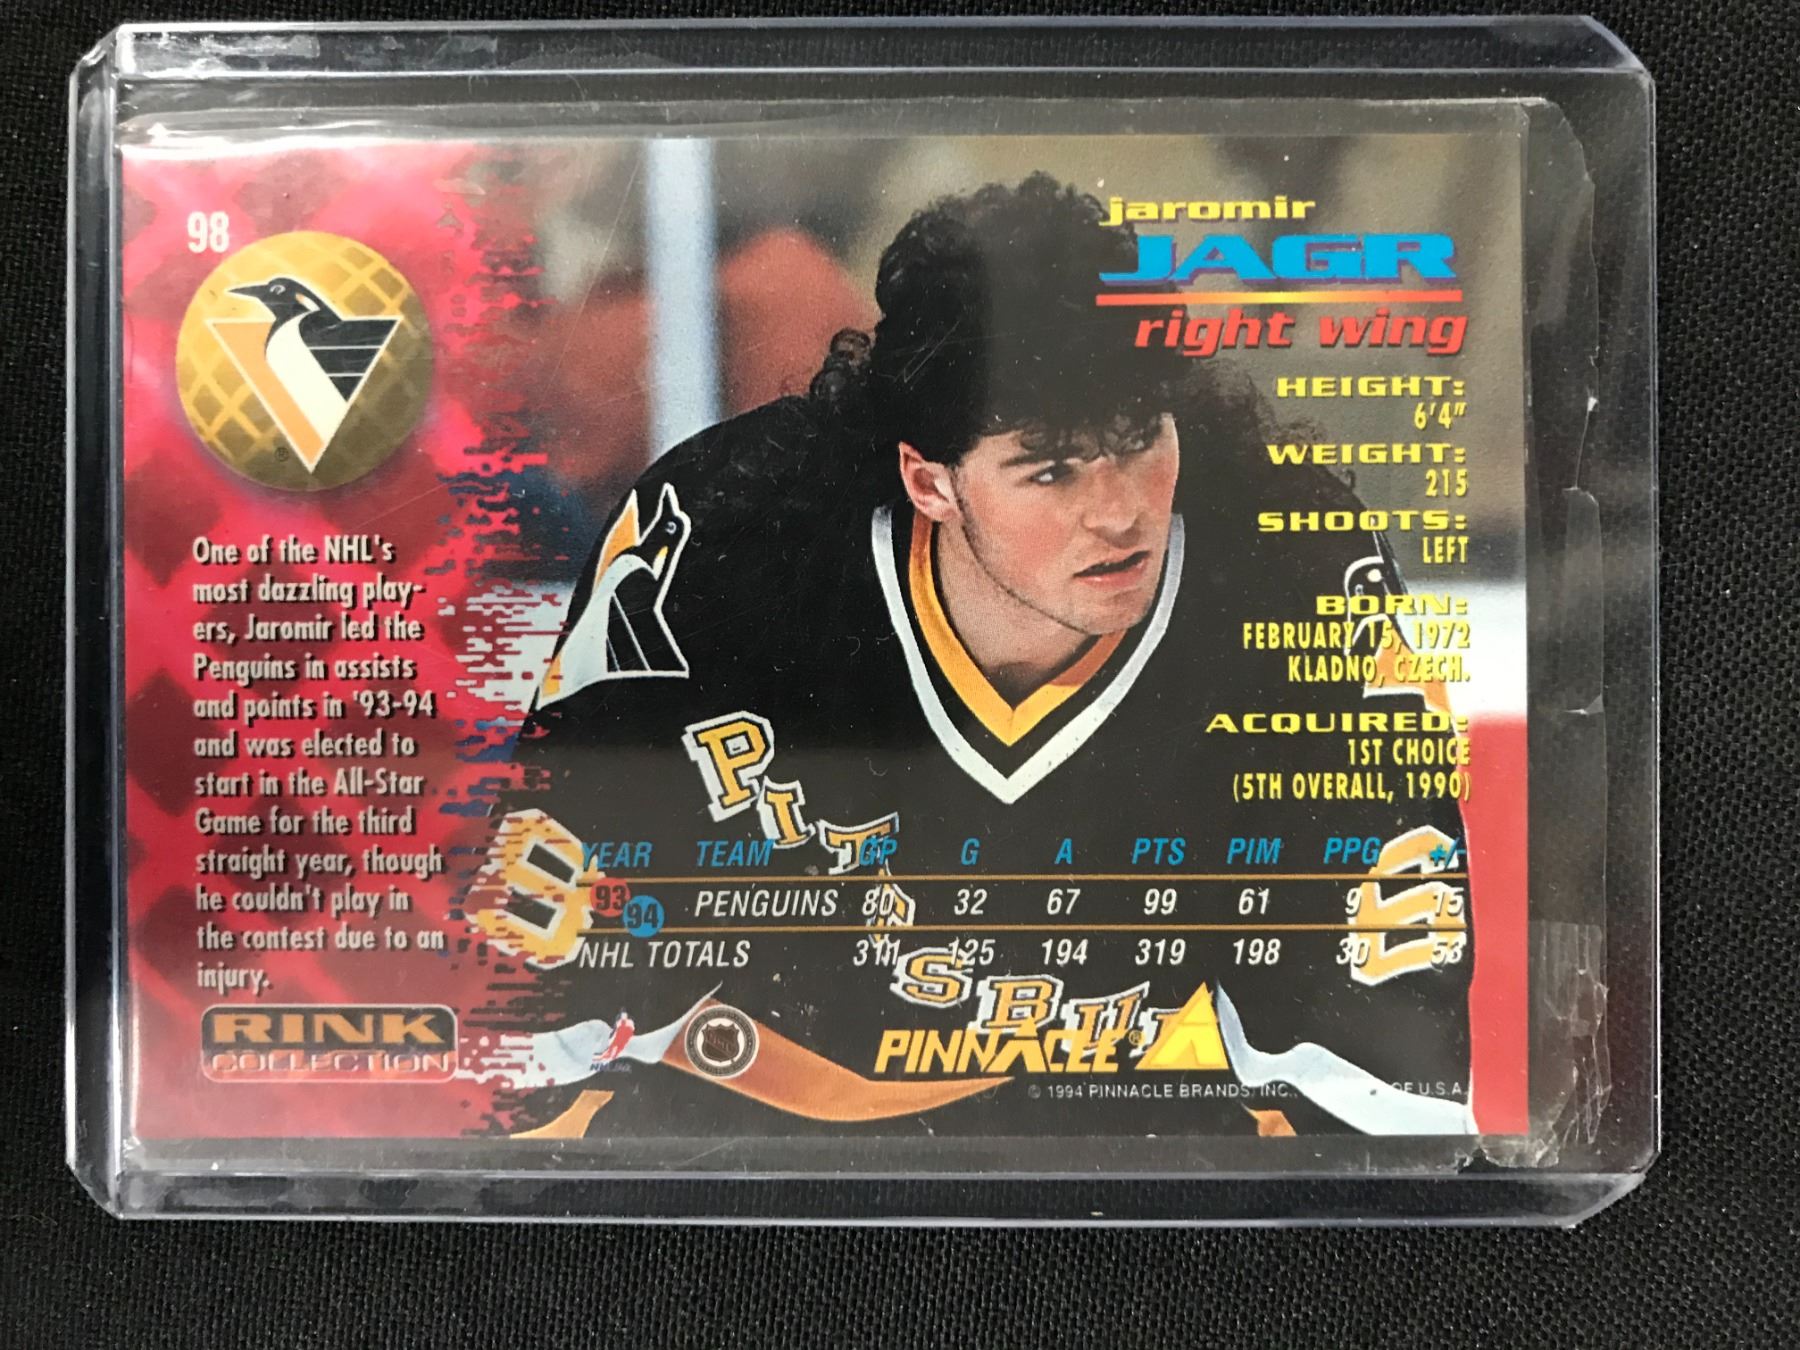 98
One of the NHL's
most dazzling play-
ers, Jaromir led the
Penguins in assists
and points in '93-94
and was elected to
start in the All-Star
Game for the third
straight year, though
he couldn't play in
the contest due to an
injury.
RINK
COLLECTION
jaromir
JAGR
right wing
HEIGHT:
6'4"
WEIGHT:
215
SHOOTS:
LEFT
BORN:
FEBRUARY 15, 1972
KLADNO, CZECH.
ACQUIRED:
1ST CHOICE
(5TH OVERALL, 1990)
YEAR TEAM GP G A PTS PIM PPG +/-
93 94 PENGUINS 80 32 67 99 61 9 15
NHL TOTALS 311 125 194 319 198 30 53
PINNACLE®
© 1994 PINNACLE BRANDS, INC. OF U.S.A.